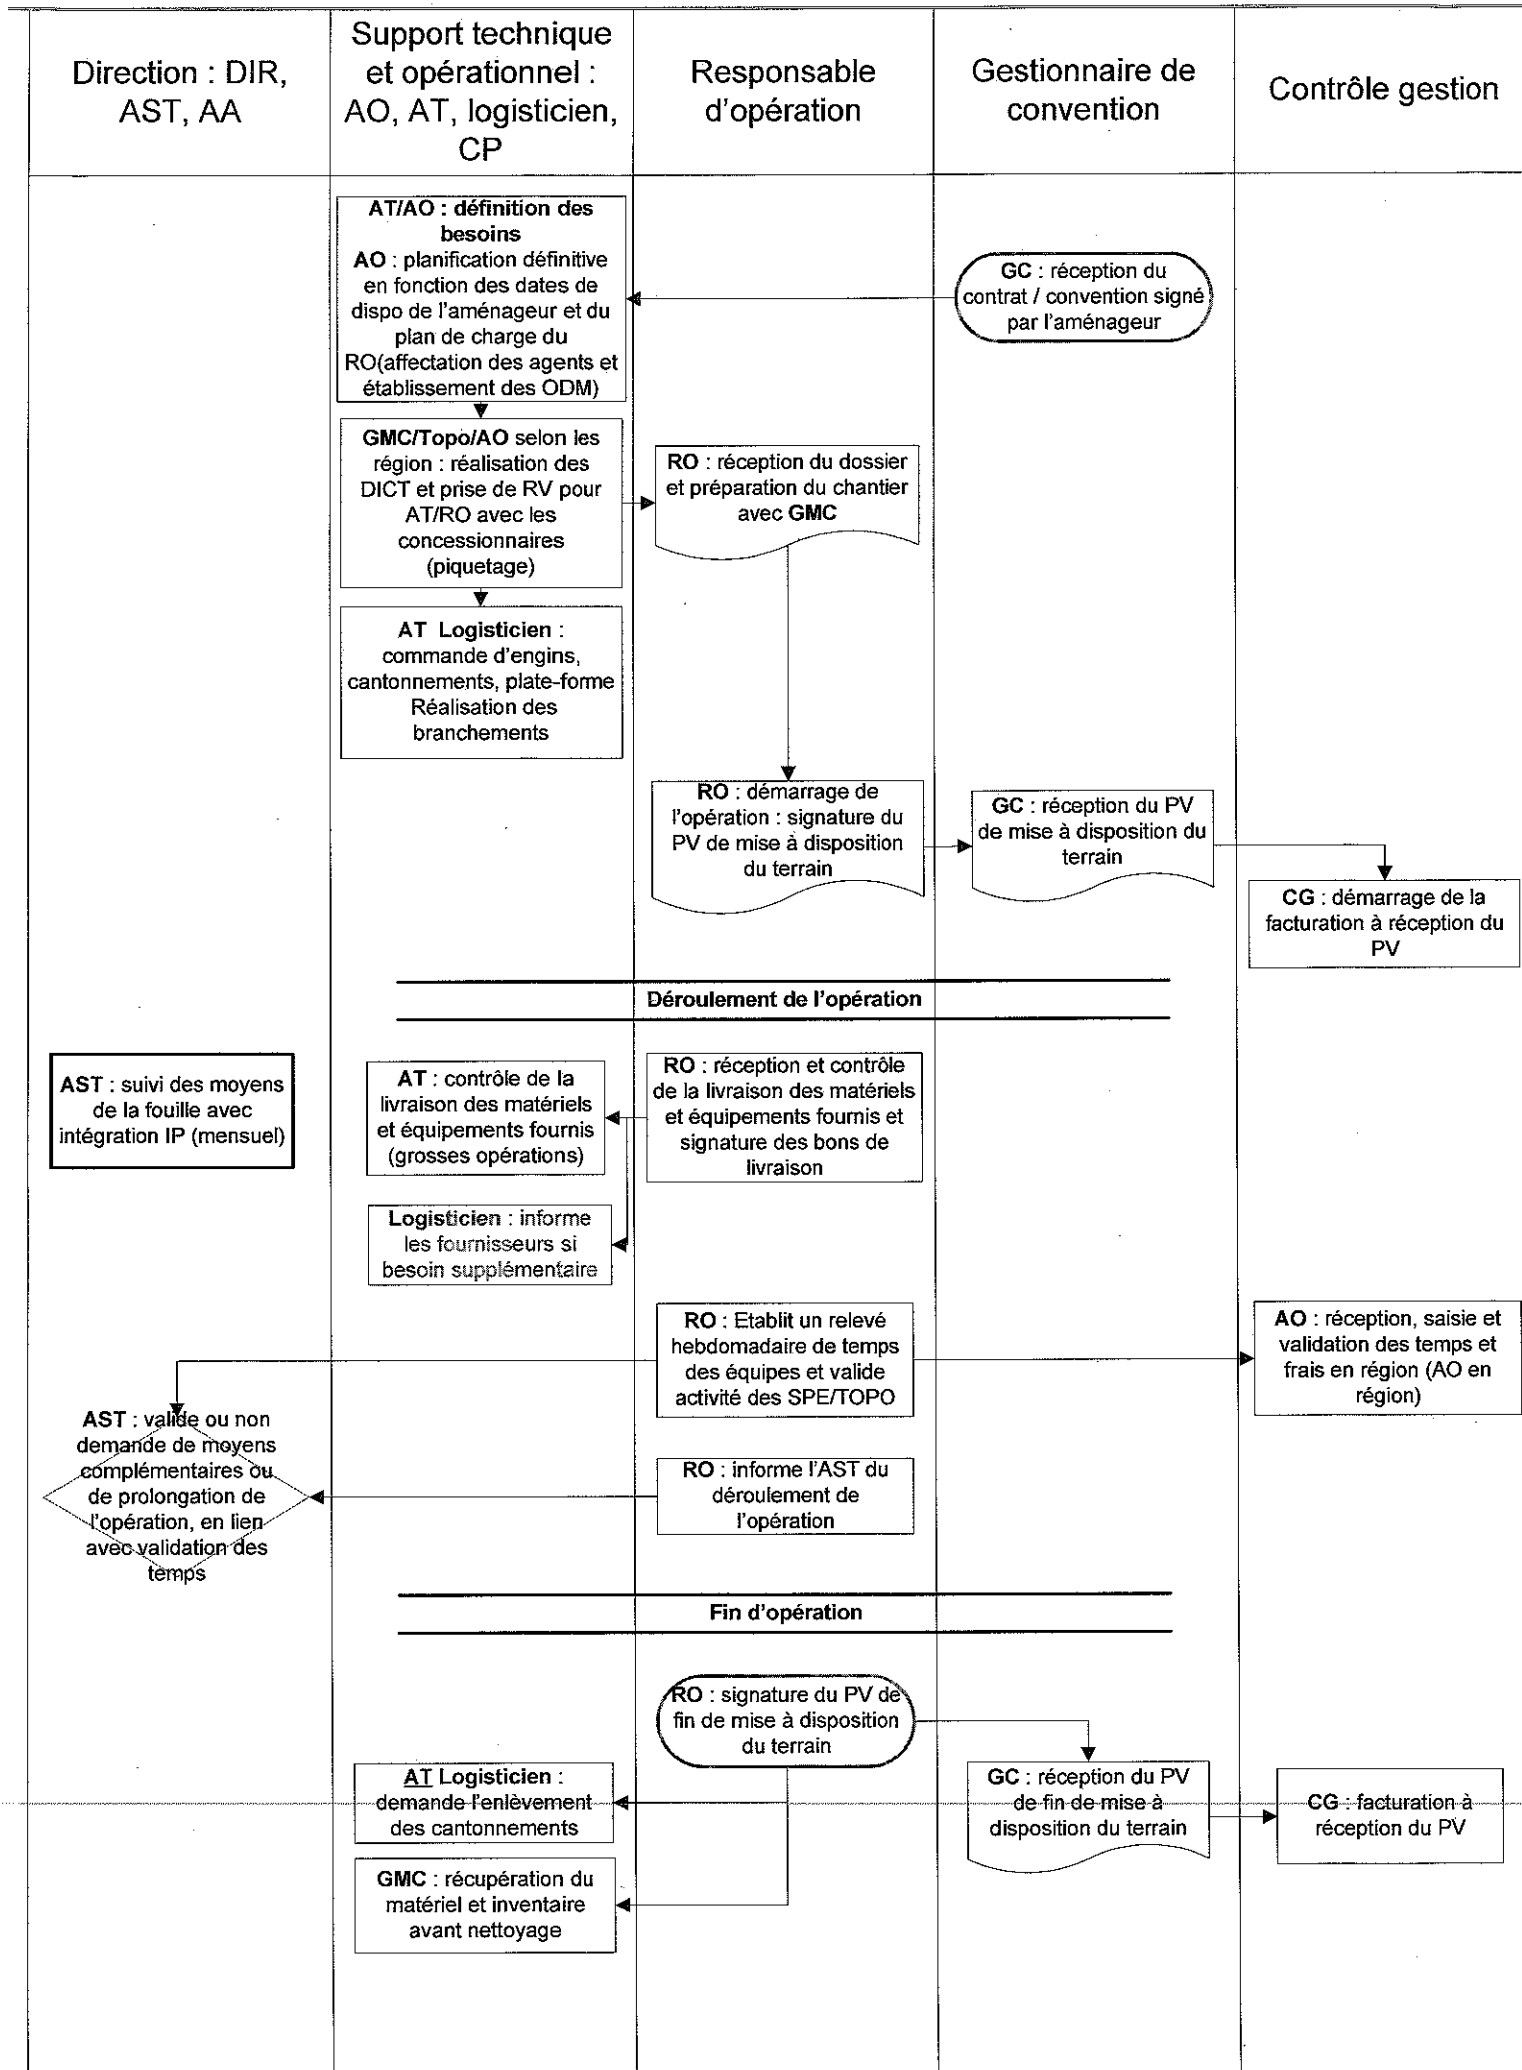 Direction : DIR,
AST, AA
Support technique
et opérationnel :
AO, AT, logisticien,
CP
Responsable
d'opération
Gestionnaire de
convention
Contrôle gestion
AT/AO : définition des
besoins
AO : planification définitive
en fonction des dates de
dispo de l'aménageur et du
plan de charge du
RO(affectation des agents et
établissement des ODM)
GC : réception du
contrat / convention signé
par l'aménageur
GMC/Topo/AO selon les
région : réalisation des
DICT et prise de RV pour
AT/RO avec les
concessionnaires
(piquetage)
RO : réception du dossier
et préparation du chantier
avec GMC
AT Logisticien :
commande d'engins,
cantonnements, plate-forme
Réalisation des
branchements
RO : démarrage de
l'opération : signature du
PV de mise à disposition
du terrain
GC : réception du PV
de mise à disposition du
terrain
CG : démarrage de la
facturation à réception du
PV
Déroulement de l'opération
AST : suivi des moyens
de la fouille avec
intégration IP (mensuel)
AT : contrôle de la
livraison des matériels
et équipements fournis
(grosses opérations)
RO : réception et contrôle
de la livraison des matériels
et équipements fournis et
signature des bons de
livraison
Logisticien : informe
les fournisseurs si
besoin supplémentaire
RO : Etablit un relevé
hebdomadaire de temps
des équipes et valide
activité des SPE/TOPO
AO : réception, saisie et
validation des temps et
frais en région (AO en
région)
AST : valide ou non
demande de moyens
complémentaires ou
de prolongation de
l'opération, en lien
avec validation des
temps
RO : informe l'AST du
déroulement de
l'opération
Fin d'opération
RO : signature du PV de
fin de mise à disposition
du terrain
AT Logisticien :
demande l'enlèvement
des cantonnements
GC : réception du PV
de fin de mise à
disposition du terrain
CG : facturation à
réception du PV
GMC : récupération du
matériel et inventaire
avant nettoyage